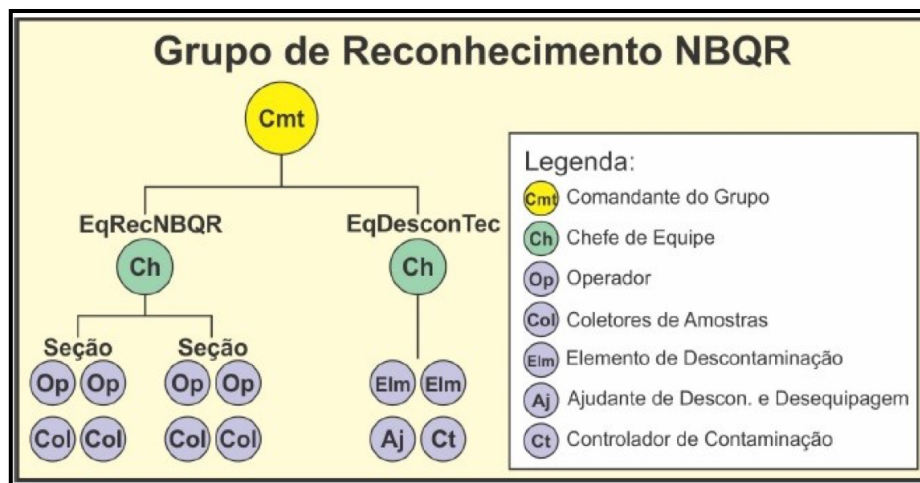 Grupo de Reconhecimento NBQR
Cmt
EqRecNBQR
EqDesconTec
Ch
Ch
Seção
Seção
Op Op
Op Op
Elm Elm
Col Col
Col Col
Aj Ct
Legenda:
Cmt Comandante do Grupo
Ch Chefe de Equipe
Op Operador
Col Coletores de Amostras
Elm Elemento de Descontaminação
Aj Ajudante de Descon. e Desequipagem
Ct Controlador de Contaminação